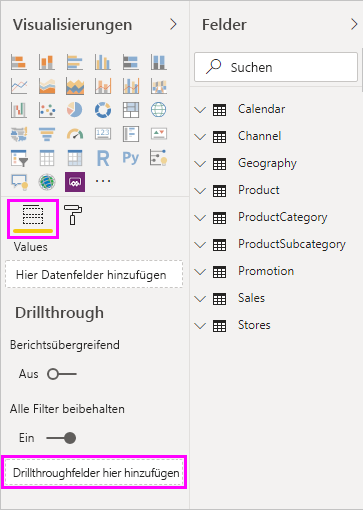 Visualisierungen
123
R Py
Values
Hier Datenfelder hinzufügen
Drillthrough
Berichtsübergreifend
Aus
Alle Filter beibehalten
Ein
Drillthroughfelder hier hinzufügen
Felder
Suchen
Calendar
Channel
Geography
Product
ProductCategory
ProductSubcategory
Promotion
Sales
Stores